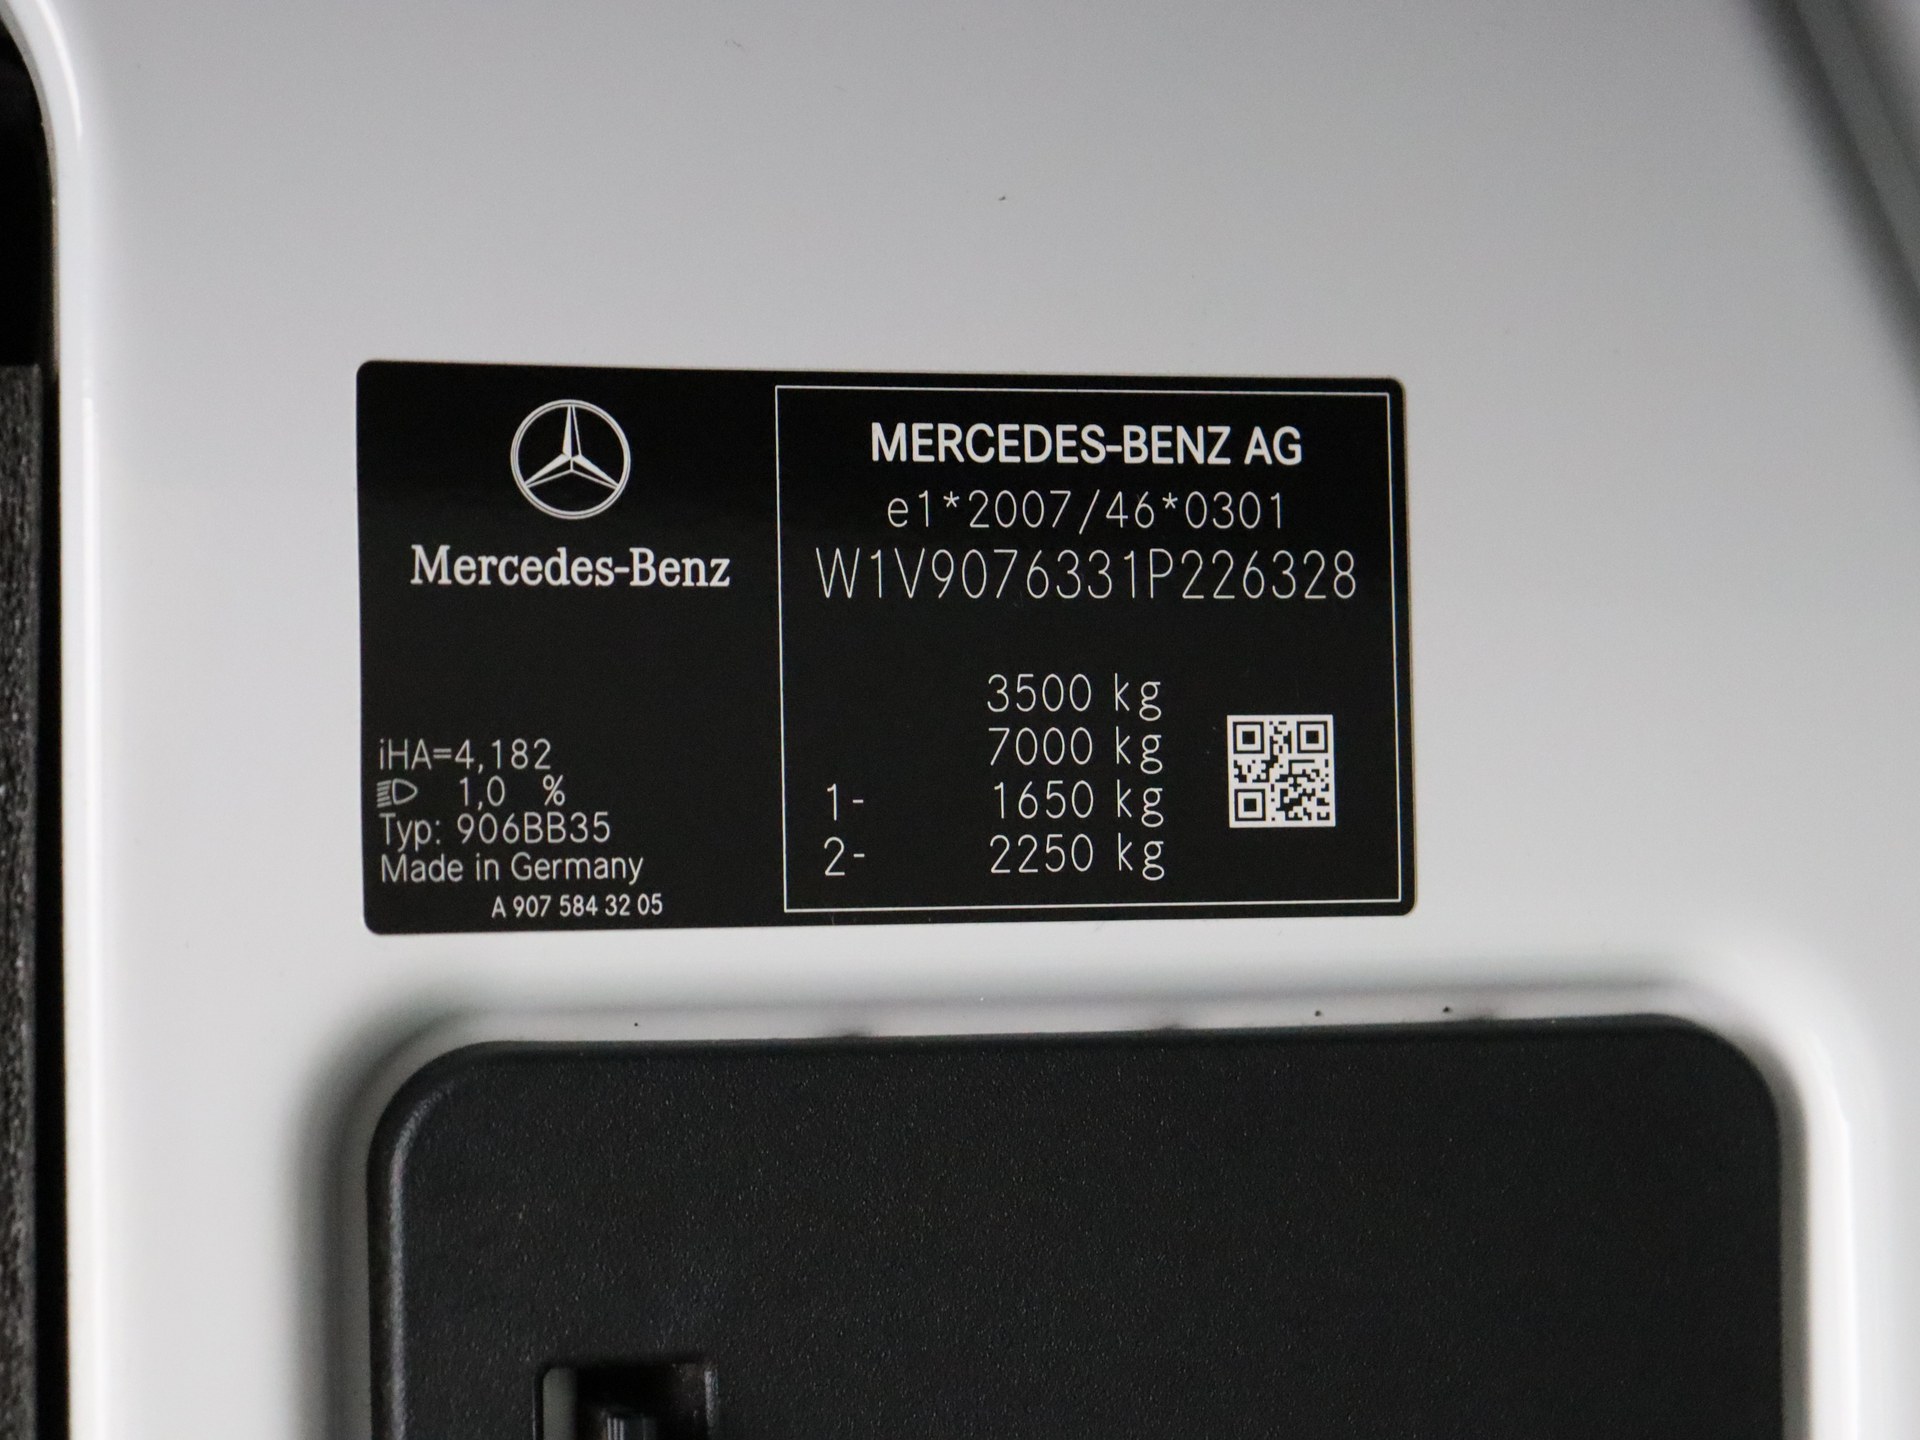 Mercedes-Benz
iHA=4,182
1,0 %
Typ: 906BB35
Made in Germany
A 907 584 32 05
MERCEDES-BENZ AG
e1*2007/46*0301
W1V9076331P226328
3500 kg
7000 kg
1- 1650 kg
2- 2250 kg